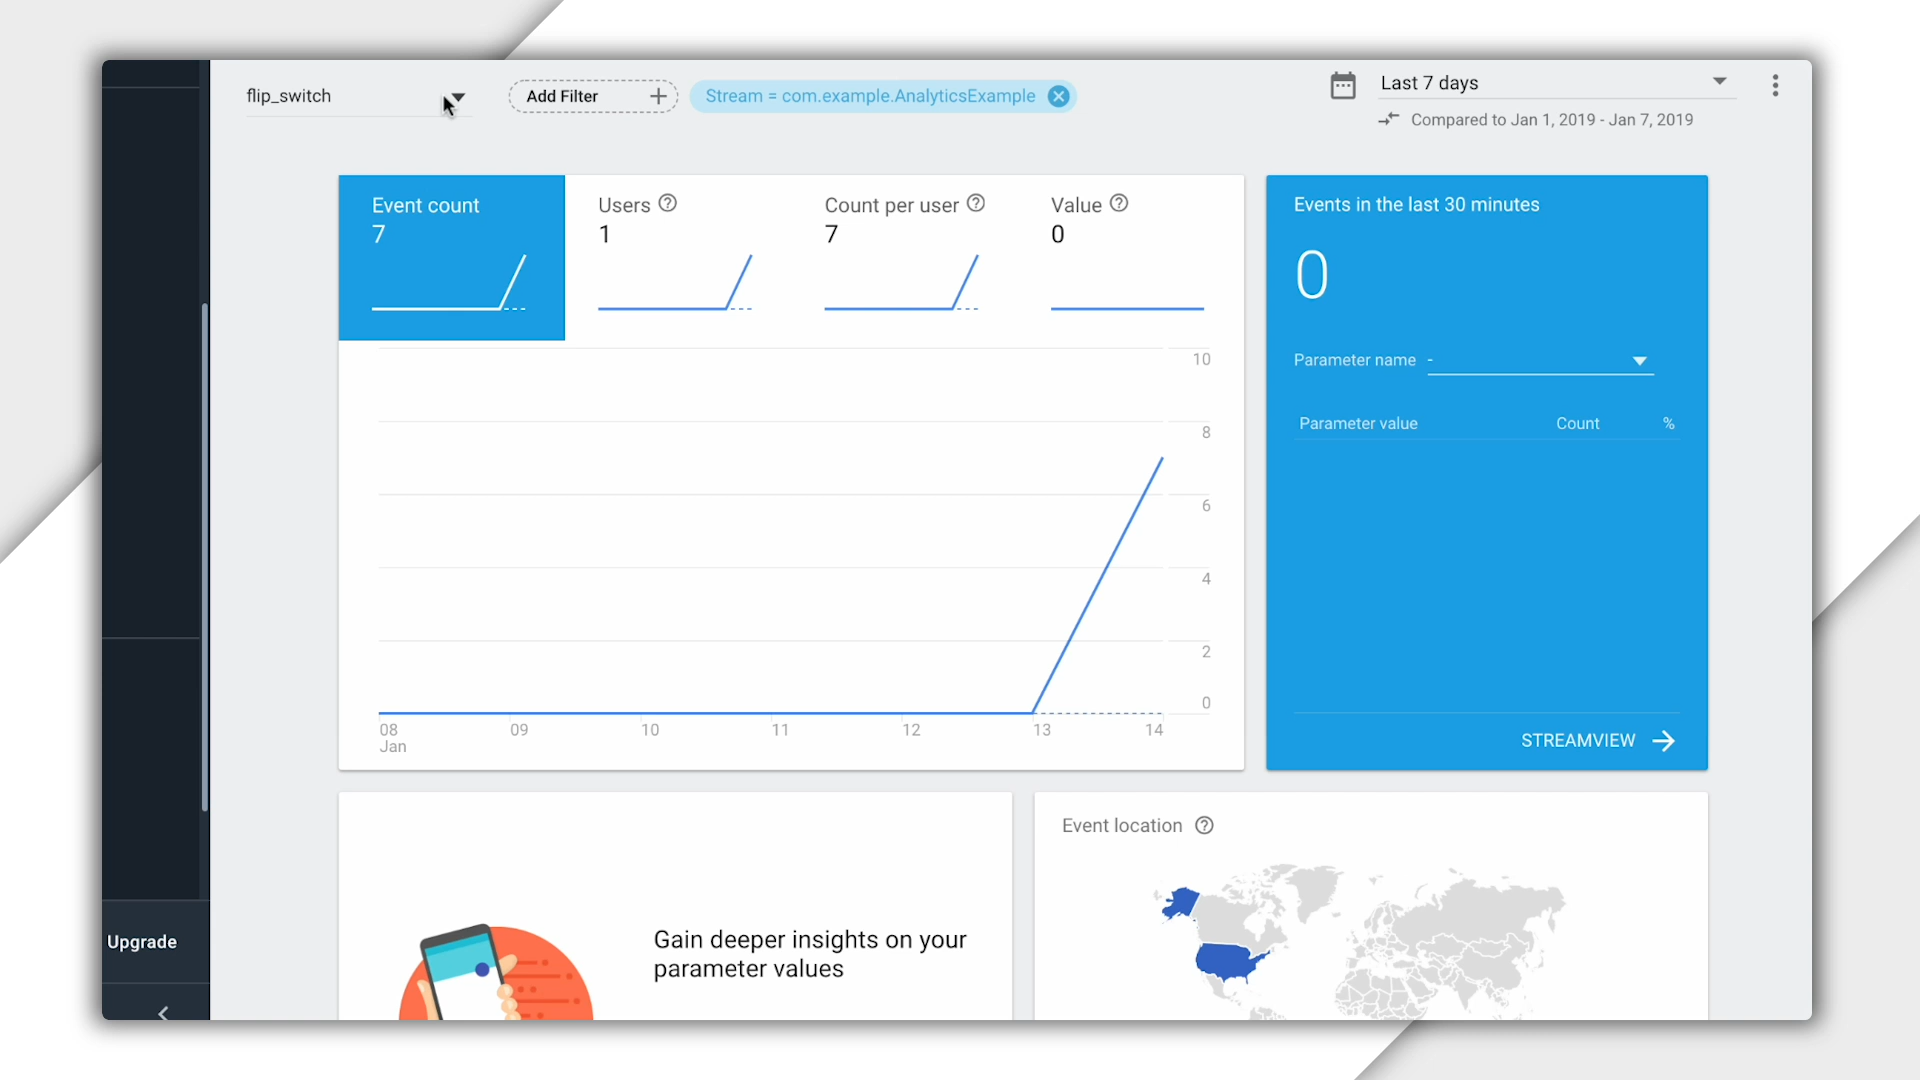 flip_switch
Add Filter
Stream = com.example.AnalyticsExample
Last 7 days
Compared to Jan 1, 2019 - Jan 7, 2019
Event count
7
Users
1
Count per user
7
Value
0
10
8
6
4
2
0
08
Jan
09
10
11
12
13
14
Events in the last 30 minutes
0
Parameter name -
Parameter value Count %
STREAMVIEW
Upgrade
Gain deeper insights on your
parameter values
Event location